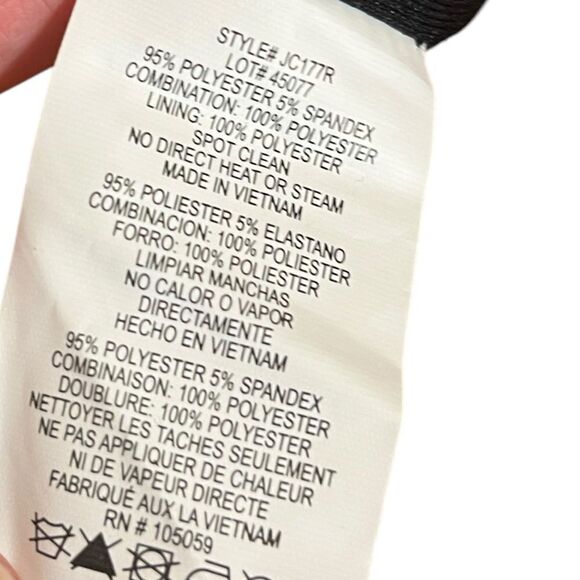 STYLE# JC177R
LOT# 45077
95% POLYESTER 5% SPANDEX
COMBINATION: 100% POLYESTER
LINING: 100% POLYESTER
SPOT CLEAN
NO DIRECT HEAT OR STEAM
MADE IN VIETNAM
95% POLIESTER 5% ELASTANO
COMBINACION: 100% POLIESTER
FORRO: 100% POLIESTER
LIMPIAR MANCHAS
NO CALOR O VAPOR
DIRECTAMENTE
HECHO EN VIETNAM
95% POLYESTER 5% SPANDEX
COMBINAISON: 100% POLYESTER
DOUBLURE: 100% POLYESTER
NETTOYER LES TACHES SEULEMENT
NE PAS APPLIQUER DE CHALEUR
NI DE VAPEUR DIRECTE
FABRIQUÉ AUX LA VIETNAM
RN # 105059